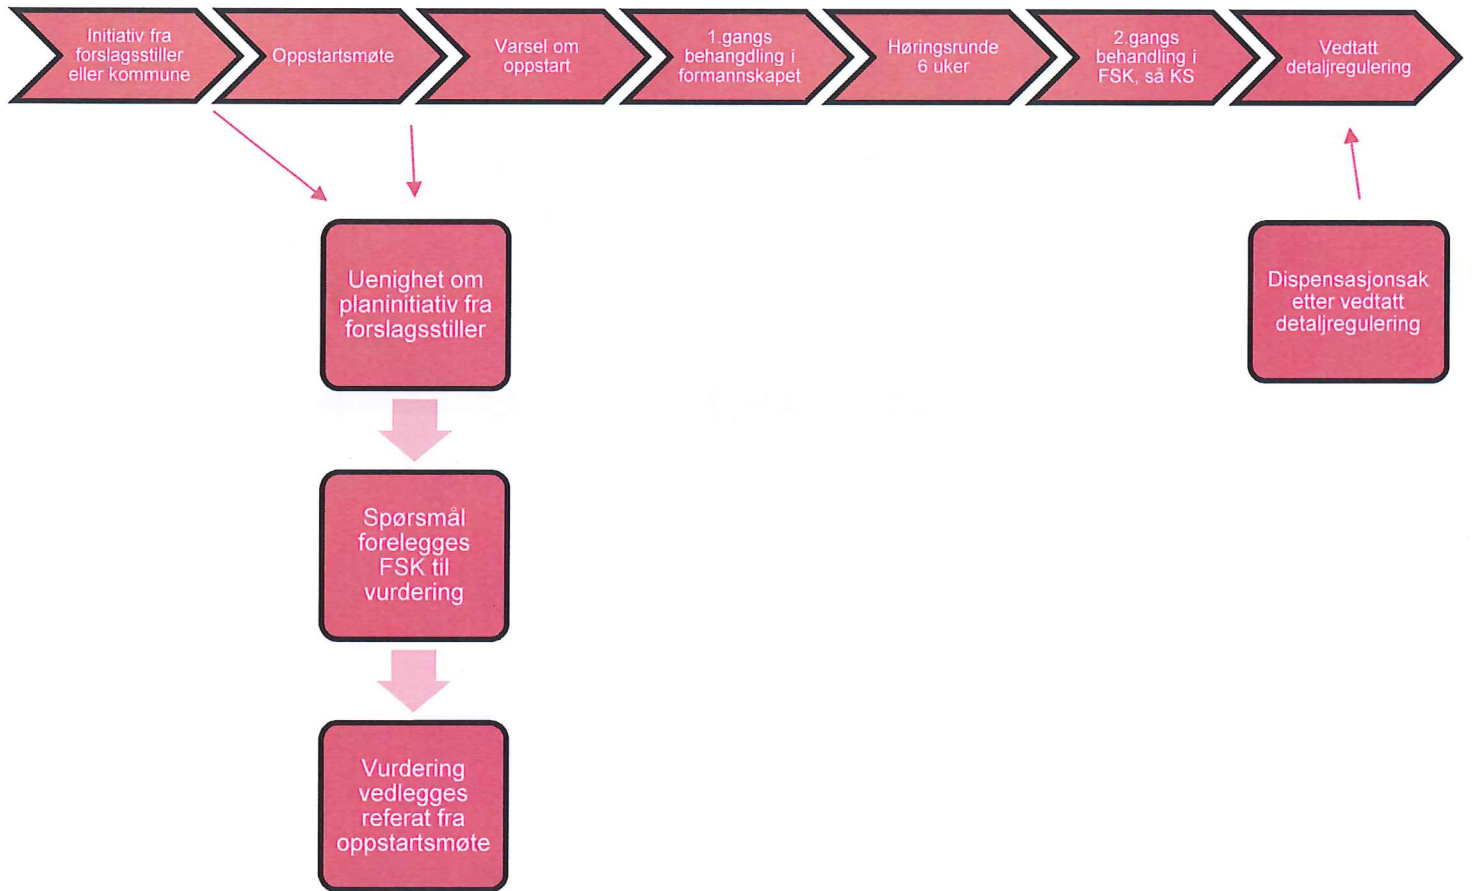 Initiativ fra
forslagsstiller
eller kommune
Oppstartsmøte
Varsel om
oppstart
1.gangs
behangdling i
formannskapet
Høringsrunde
6 uker
2.gangs
behandling i
FSK, så KS
Vedtatt
detaljregulering
Uenighet om
planinitiativ fra
forslagsstiller
Dispensasjonsak
etter vedtatt
detaljregulering
Spørsmål
forelegges
FSK til
vurdering
Vurdering
vedlegges
referat fra
oppstartsmøte